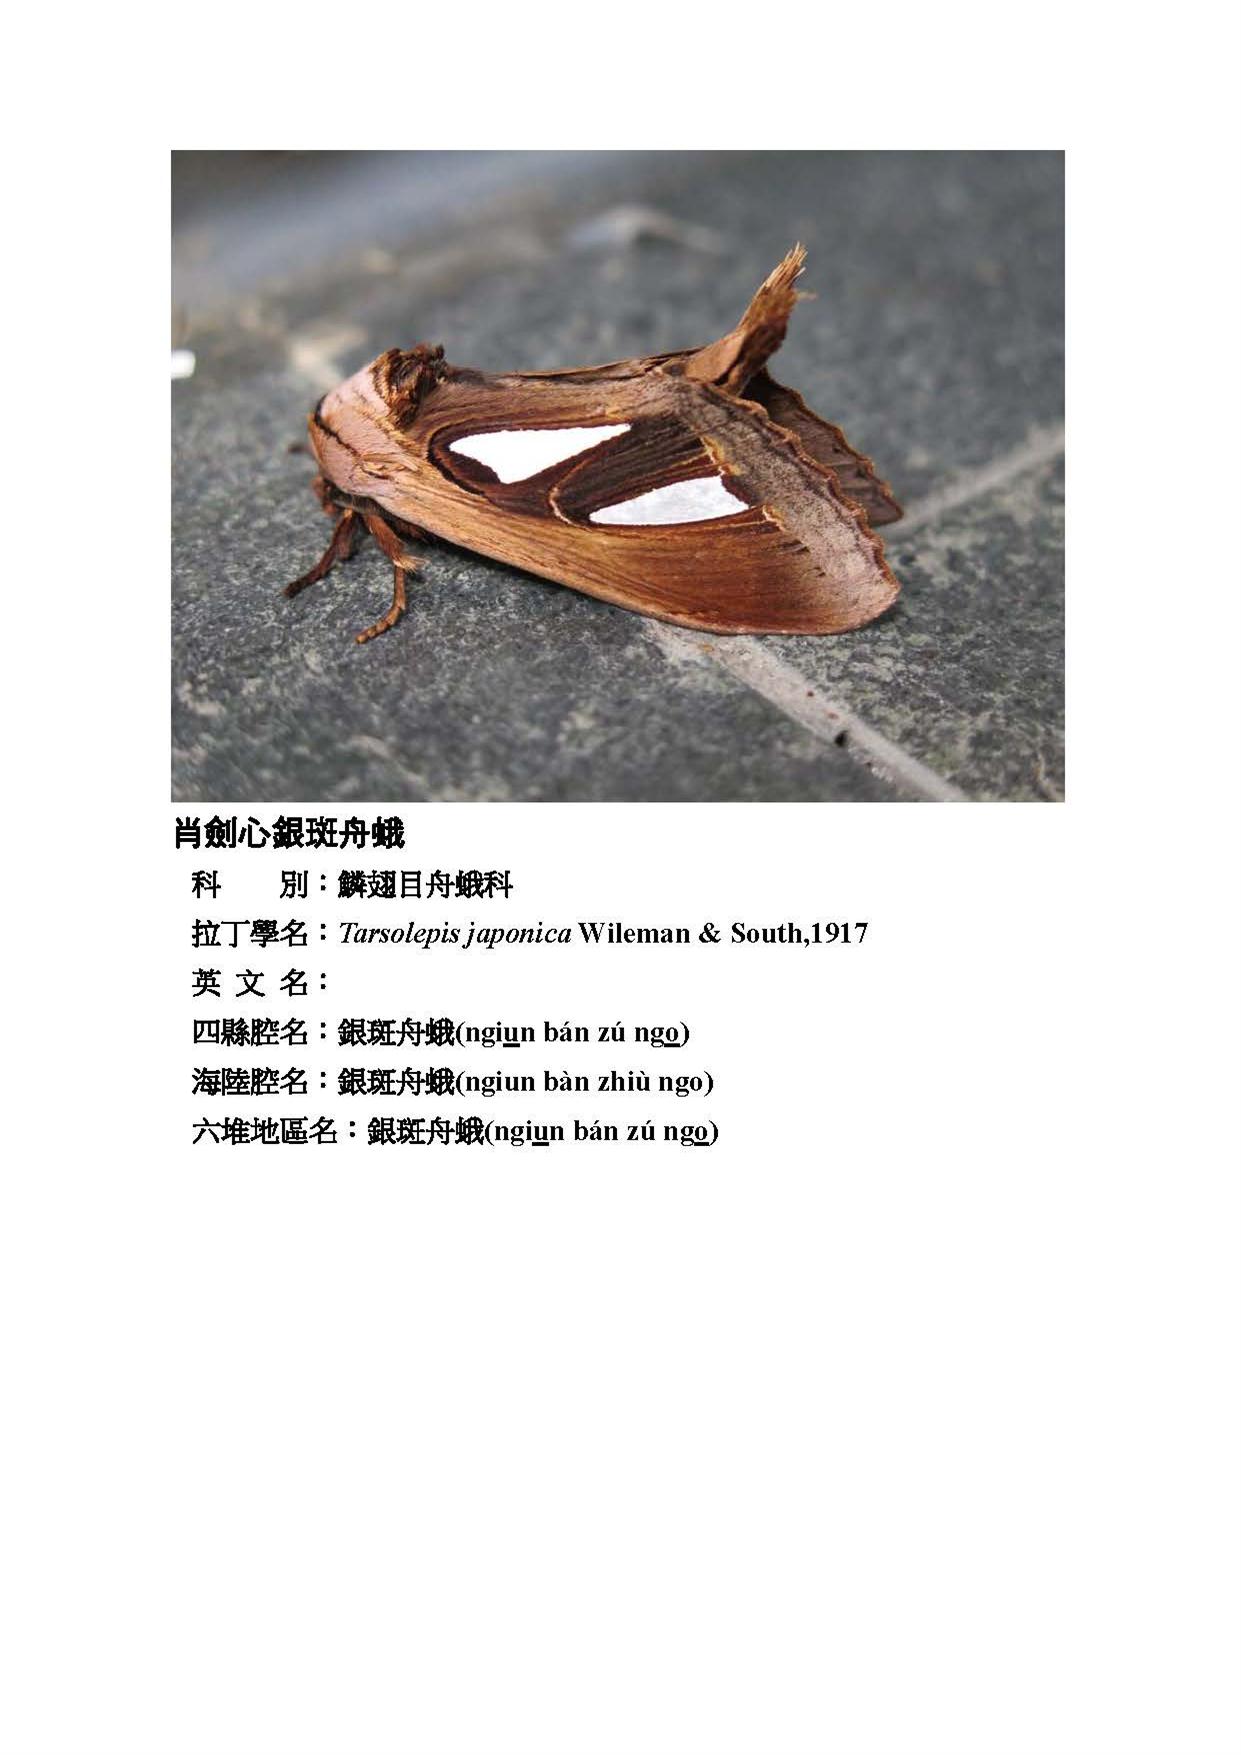 肖劍心銀斑舟蛾
科　　別：鱗翅目舟蛾科
拉丁學名：Tarsolepis japonica Wileman & South,1917
英 文 名：
四縣腔名：銀斑舟蛾(ngiun bán zú ngo)
海陸腔名：銀斑舟蛾(ngiun bàn zhiù ngo)
六堆地區名：銀斑舟蛾(ngiun bán zú ngo)